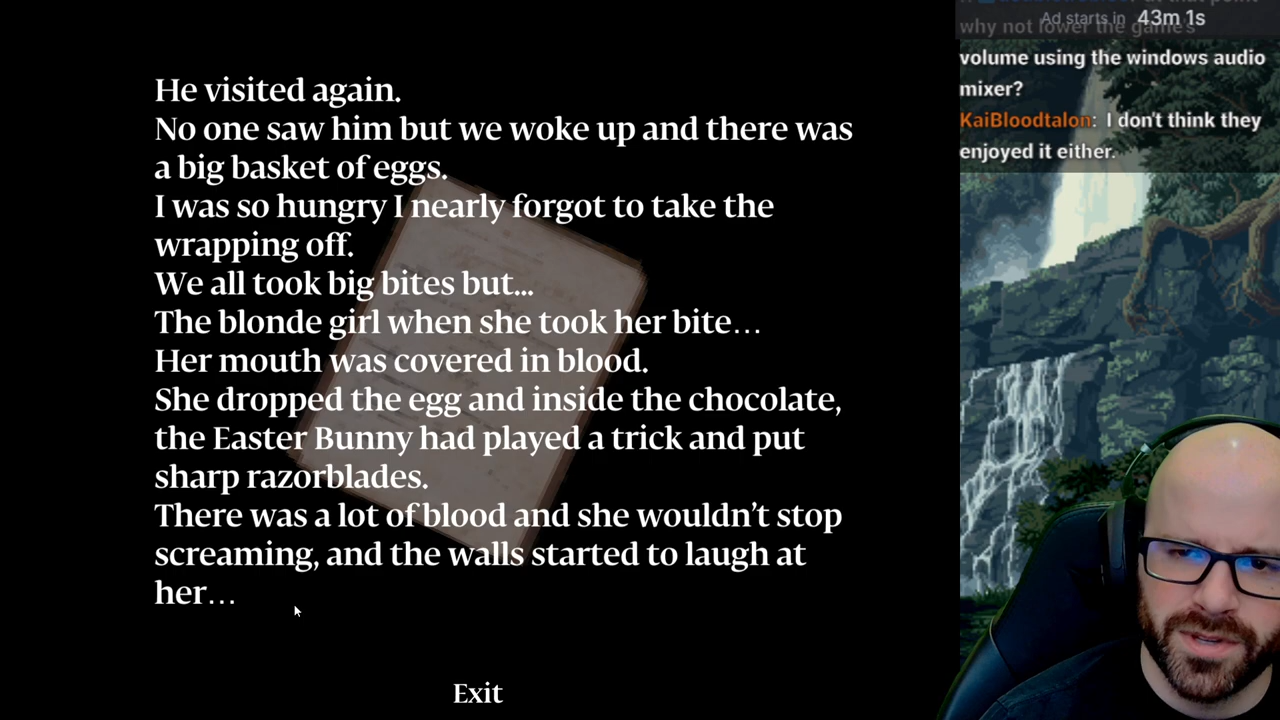 He visited again.
No one saw him but we woke up and there was
a big basket of eggs.
I was so hungry I nearly forgot to take the
wrapping off.
We all took big bites but...
The blonde girl when she took her bite…
Her mouth was covered in blood.
She dropped the egg and inside the chocolate,
the Easter Bunny had played a trick and put
sharp razorblades.
There was a lot of blood and she wouldn’t stop
screaming, and the walls started to laugh at
her…
Exit
Ad starts in 43m 1s
why not lower the game's
volume using the windows audio
mixer?
KaiBloodtalon: I don't think they
enjoyed it either.